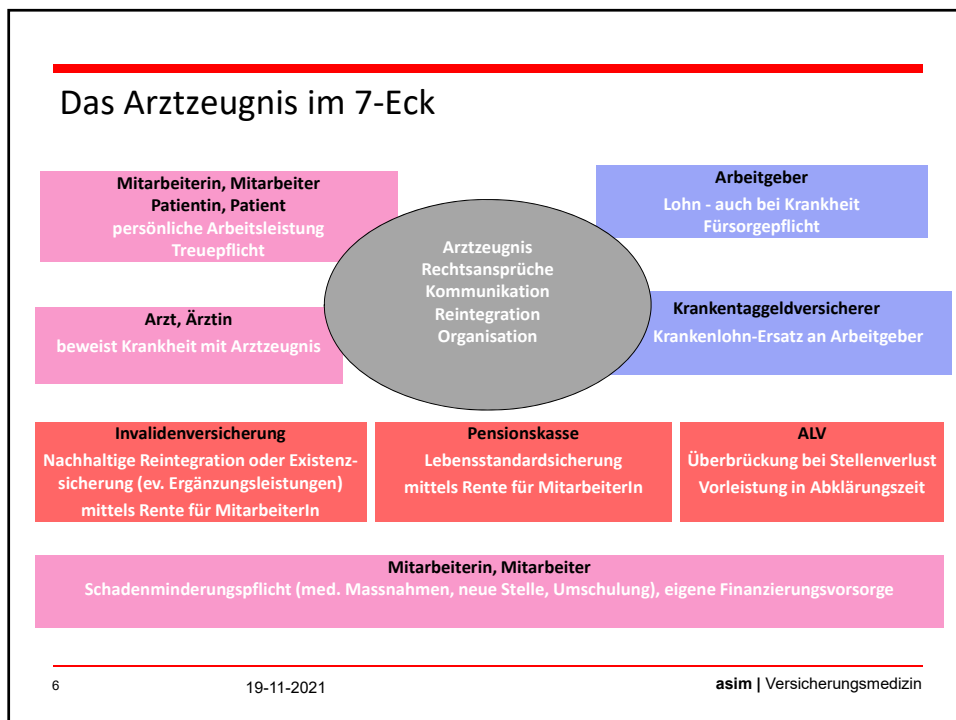 Das Arztzeugnis im 7-Eck
Mitarbeiterin, Mitarbeiter
Patientin, Patient
persönliche Arbeitsleistung
Treuepflicht
Arbeitgeber
Lohn - auch bei Krankheit
Fürsorgepflicht
Arztzeugnis
Rechtsansprüche
Kommunikation
Reintegration
Organisation
Arzt, Ärztin
beweist Krankheit mit Arztzeugnis
Krankentaggeldversicherer
Krankenlohn-Ersatz an Arbeitgeber
Invalidenversicherung
Nachhaltige Reintegration oder Existenz-
sicherung (ev. Ergänzungsleistungen)
mittels Rente für MitarbeiterIn
Pensionskasse
Lebensstandardsicherung
mittels Rente für MitarbeiterIn
ALV
Überbrückung bei Stellenverlust
Vorleistung in Abklärungszeit
Mitarbeiterin, Mitarbeiter
Schadenminderungspflicht (med. Massnahmen, neue Stelle, Umschulung), eigene Finanzierungsvorsorge
6
19-11-2021
asim | Versicherungsmedizin